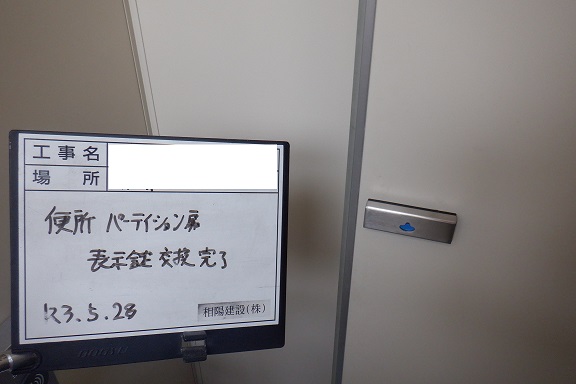 工事名
場所
便所 パーテイション扉
表示錠交換完了
R3.5.28
相陽建設(株)